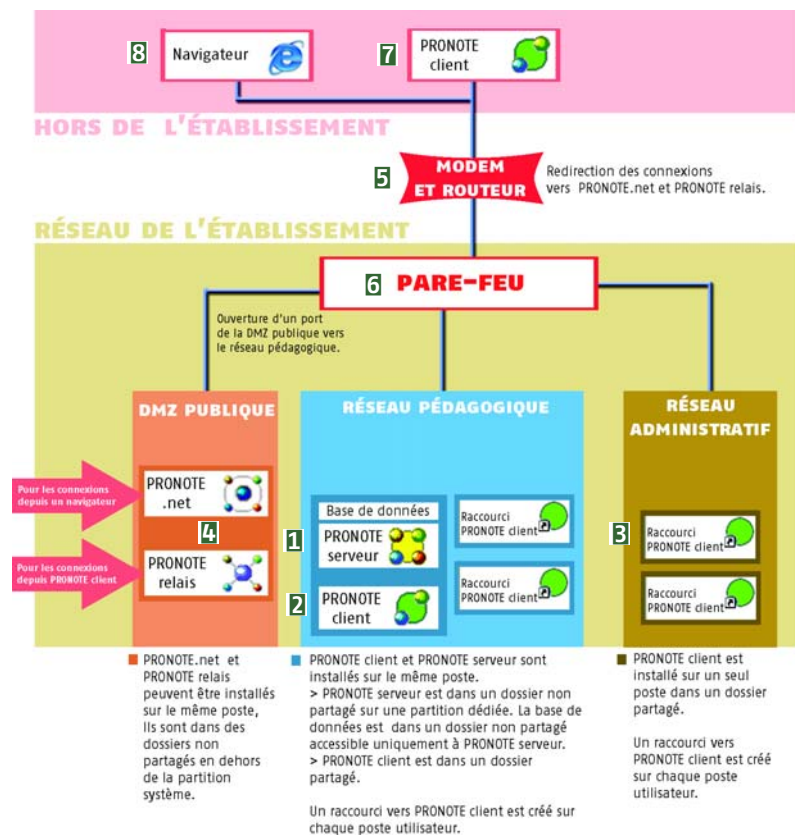 8
Navigateur
7
PRONOTE
client
HORS DE L'ÉTABLISSEMENT
5
MODEM
ET ROUTEUR
Redirection des connexions
vers PRONOTE.net et PRONOTE relais.
RÉSEAU DE L'ÉTABLISSEMENT
6
PARE-FEU
Ouverture d'un port
de la DMZ publique vers
le réseau pédagogique.
DMZ PUBLIQUE
Pour les connexions
depuis un navigateur
PRONOTE
.net
4
Pour les connexions
depuis PRONOTE client
PRONOTE
relais
RÉSEAU PÉDAGOGIQUE
Base de données
1
PRONOTE
serveur
2
PRONOTE
client
Raccourci
PRONOTE client
Raccourci
PRONOTE client
RÉSEAU
ADMINISTRATIF
3
Raccourci
PRONOTE client
Raccourci
PRONOTE client
PRONOTE.net et
PRONOTE relais
peuvent être installés
sur le même poste,
Ils sont dans des
dossiers non
partagés en dehors
de la partition
système.
PRONOTE client et PRONOTE serveur sont
installés sur le même poste.
> PRONOTE serveur est dans un dossier non
partagé sur une partition dédiée. La base de
données est dans un dossier non partagé
accessible uniquement à PRONOTE serveur.
> PRONOTE client est dans un dossier
partagé.
Un raccourci vers PRONOTE client est créé sur
chaque poste utilisateur.
PRONOTE client est
installé sur un seul
poste dans un dossier
partagé.
Un raccourci vers
PRONOTE client est créé
sur chaque poste
utilisateur.